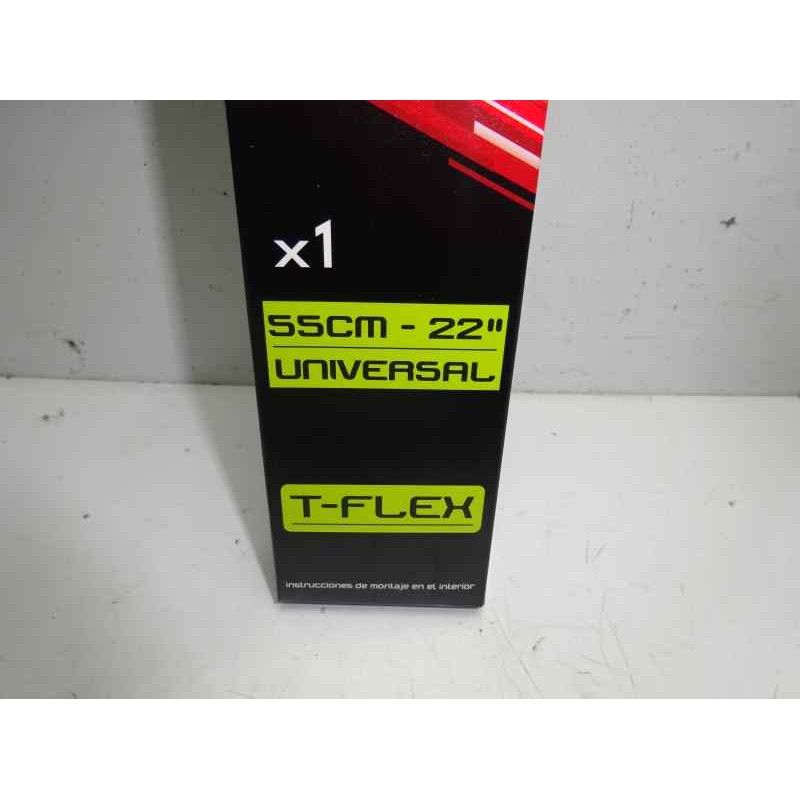 x1
55CM - 22"
UNIVERSAL
T-FLEX
instrucciones de montaje en el interior